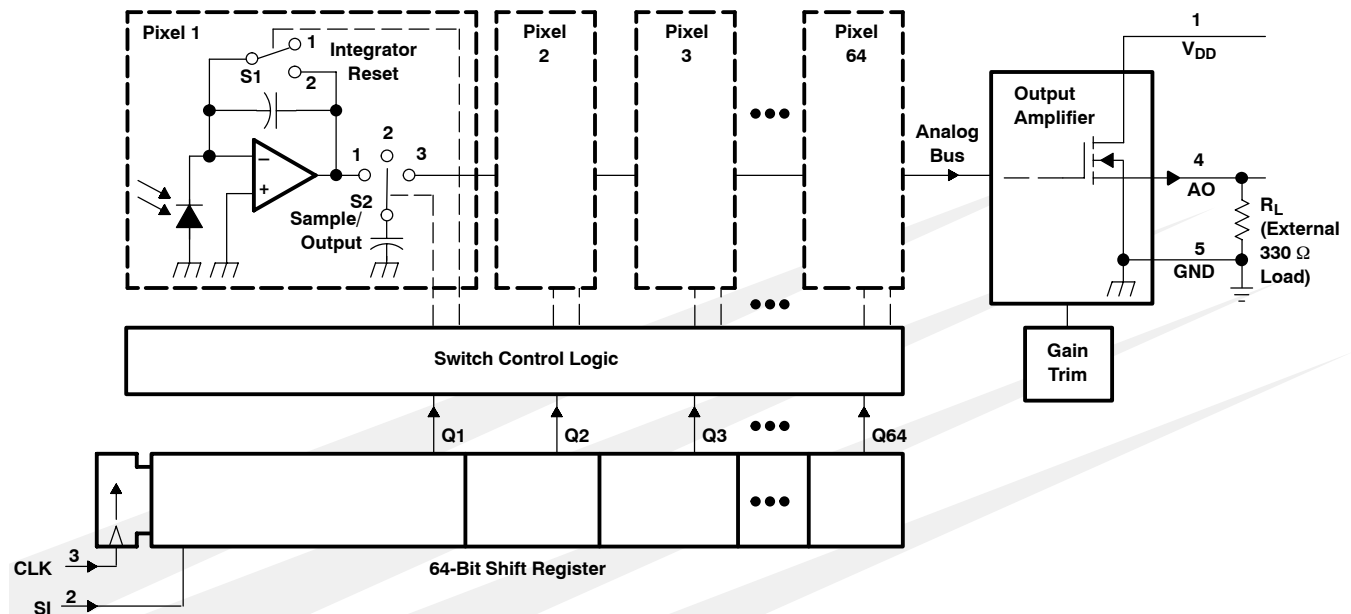 Pixel 1
1
Integrator
Reset
S1
2
−
+
1
2
3
S2
Sample/
Output
Pixel
2
Pixel
3
Pixel
64
Analog
Bus
Output
Amplifier
1
VDD
4
AO
RL
(External
330 Ω
Load)
5
GND
Gain
Trim
Switch Control Logic
Q1
Q2
Q3
Q64
CLK
3
64-Bit Shift Register
SI
2